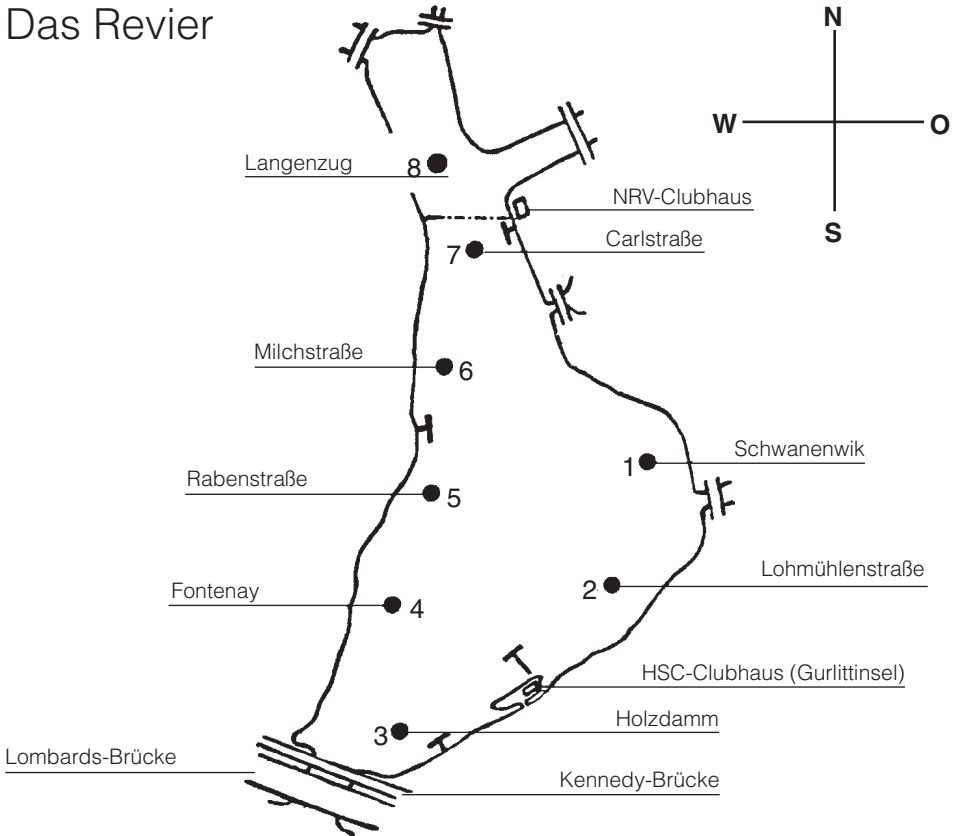 Das Revier
N
W
O
S
Langenzug
8
NRV-Clubhaus
7
Carlstraße
Milchstraße
6
1
Schwanenwik
Rabenstraße
5
Lohmühlenstraße
2
Fontenay
4
HSC-Clubhaus (Gurlittinsel)
3
Holzdamm
Lombards-Brücke
Kennedy-Brücke